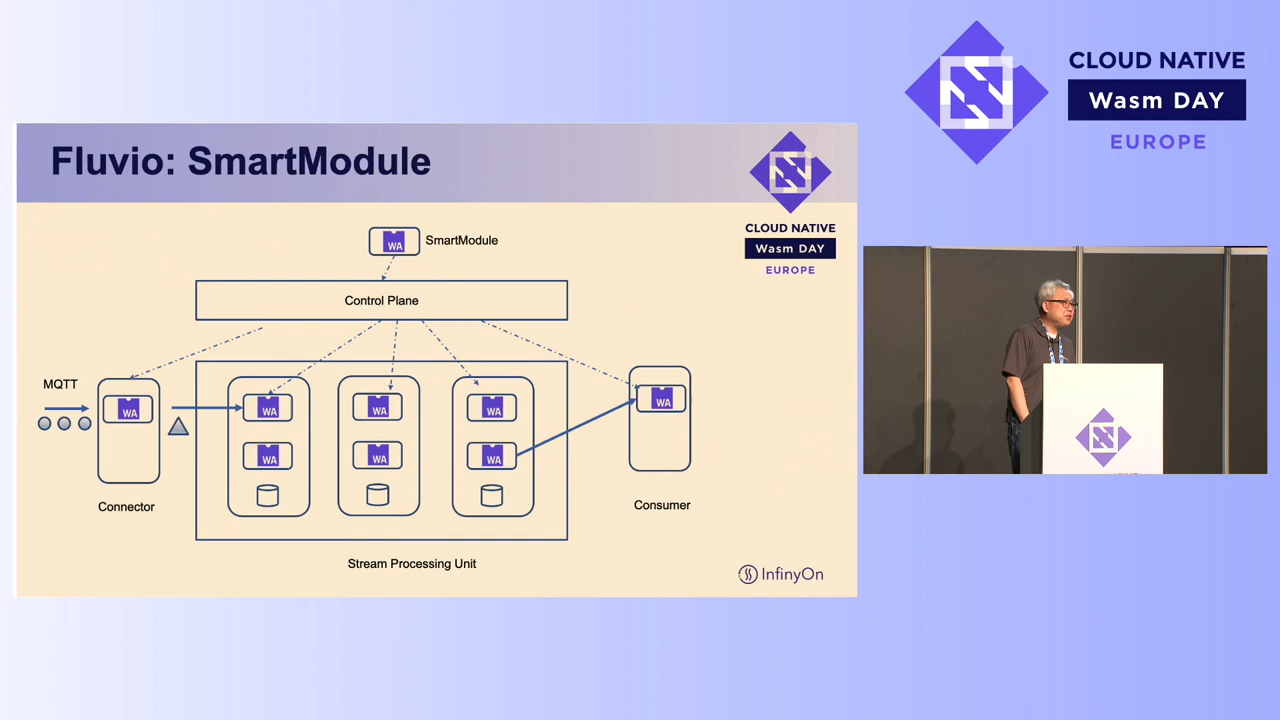 CLOUD NATIVE
Wasm DAY
EUROPE
Fluvio: SmartModule
CLOUD NATIVE
Wasm DAY
EUROPE
WA
SmartModule
Control Plane
MQTT
WA
WA
WA
WA
WA
WA
WA
WA
Connector
Consumer
Stream Processing Unit
InfinyOn